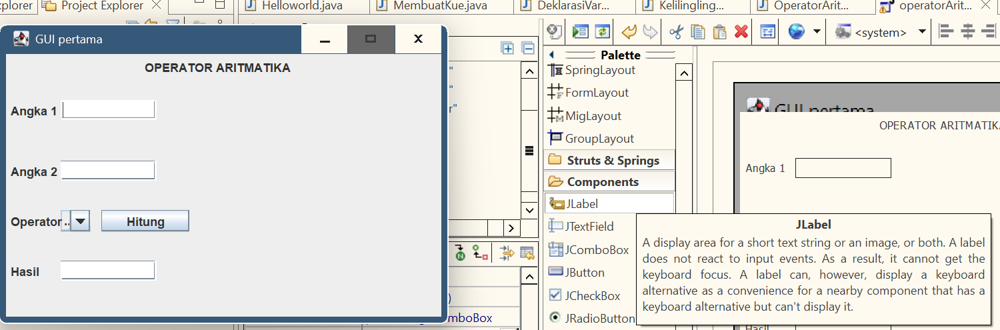 xplorer
Project Explorer
Helloworld.java
MembuatKue.java
DeklarasiVar...
Kelilingling...
OperatorArit...
operatorArit...
GUI pertama
OPERATOR ARITMATIKA
Angka 1
Angka 2
Operator
..
Hitung
Hasil
"
"
r"
)
omboBox
<system>
Palette
SpringLayout
FormLayout
MigLayout
GroupLayout
Struts & Springs
Components
JLabel
JTextField
JComboBox
JButton
JCheckBox
JRadioButton
GUI pertama
OPERATOR ARITMATIKA
Angka 1
JLabel
A display area for a short text string or an image, or both. A label
does not react to input events. As a result, it cannot get the
keyboard focus. A label can, however, display a keyboard
alternative as a convenience for a nearby component that has a
keyboard alternative but can't display it.
Hasil